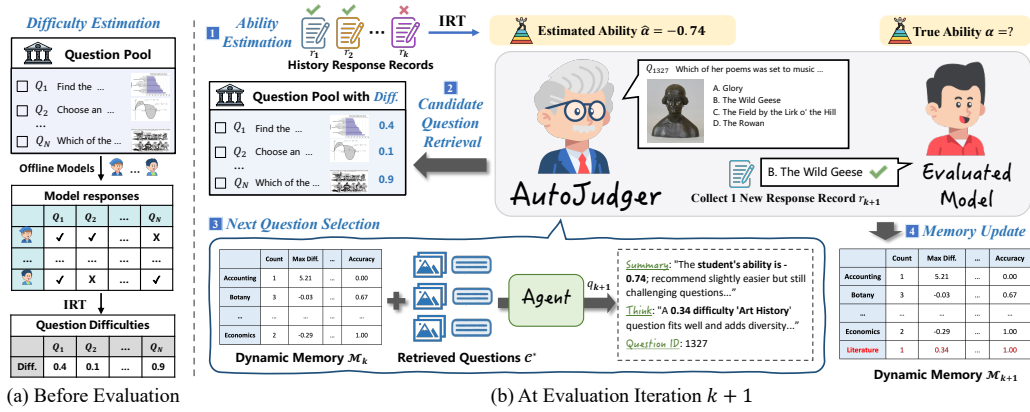 Difficulty Estimation
Question Pool
Q1 Find the ...
Q2 Choose an ...
...
QN Which of the ...
Offline Models ...
Model responses
Q1 Q2 ... QN
✓ ✓ ... X
... ... ... ...
✓ X ... ✓
IRT
Question Difficulties
Q1 Q2 ... QN
Diff. 0.4 0.1 ... 0.9
(a) Before Evaluation
1 Ability Estimation
r1 r2 ... rk
History Response Records
IRT
Estimated Ability α̂ = −0.74
True Ability α =?
Question Pool with Diff.
Q1 Find the ... 0.4
Q2 Choose an ... 0.1
...
QN Which of the ... 0.9
2 Candidate
Question
Retrieval
Q1327 Which of her poems was set to music ...
A. Glory
B. The Wild Geese
C. The Field by the Lirk o' the Hill
D. The Rowan
AutoJudger
B. The Wild Geese
Collect 1 New Response Record rk+1
Evaluated
Model
3 Next Question Selection
Count Max Diff. ... Accuracy
Accounting 1 5.21 ... 0.00
Botany 3 -0.03 ... 0.67
... ... ... ... ...
Economics 2 -0.29 ... 1.00
Dynamic Memory Mk
Retrieved Questions C*
Agent
qk+1
Summary: "The student's ability is -
0.74; recommend slightly easier but still
challenging questions..."
Think: "A 0.34 difficulty 'Art History'
question fits well and adds diversity..."
Question ID: 1327
4 Memory Update
Count Max Diff. ... Accuracy
Accounting 1 5.21 ... 0.00
Botany 3 -0.03 ... 0.67
... ... ... ... ...
Economics 2 -0.29 ... 1.00
Literature 1 0.34 ... 1.00
Dynamic Memory Mk+1
(b) At Evaluation Iteration k + 1